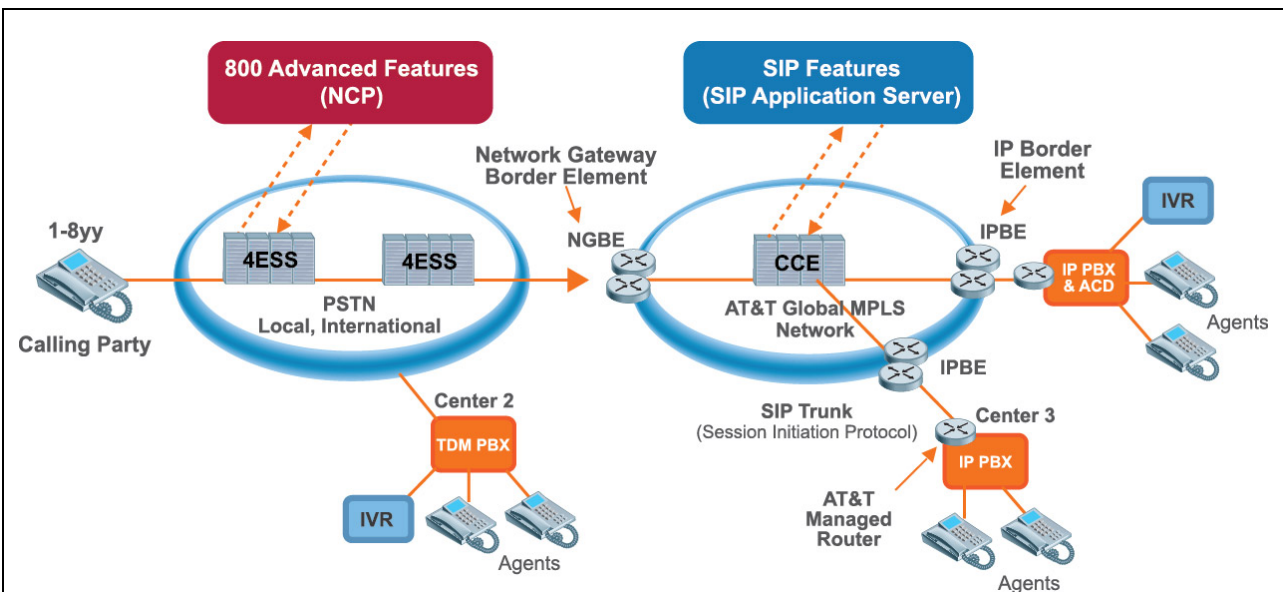 800 Advanced Features
(NCP)
SIP Features
(SIP Application Server)
Network Gateway
Border Element
IP Border
Element
1-8yy
Calling Party
4ESS
4ESS
PSTN
Local, International
NGBE
CCE
AT&T Global MPLS
Network
IPBE
IVR
IP PBX
& ACD
Agents
IPBE
Center 2
TDM PBX
IVR
Agents
SIP Trunk
(Session Initiation Protocol)
Center 3
IP PBX
AT&T
Managed
Router
Agents